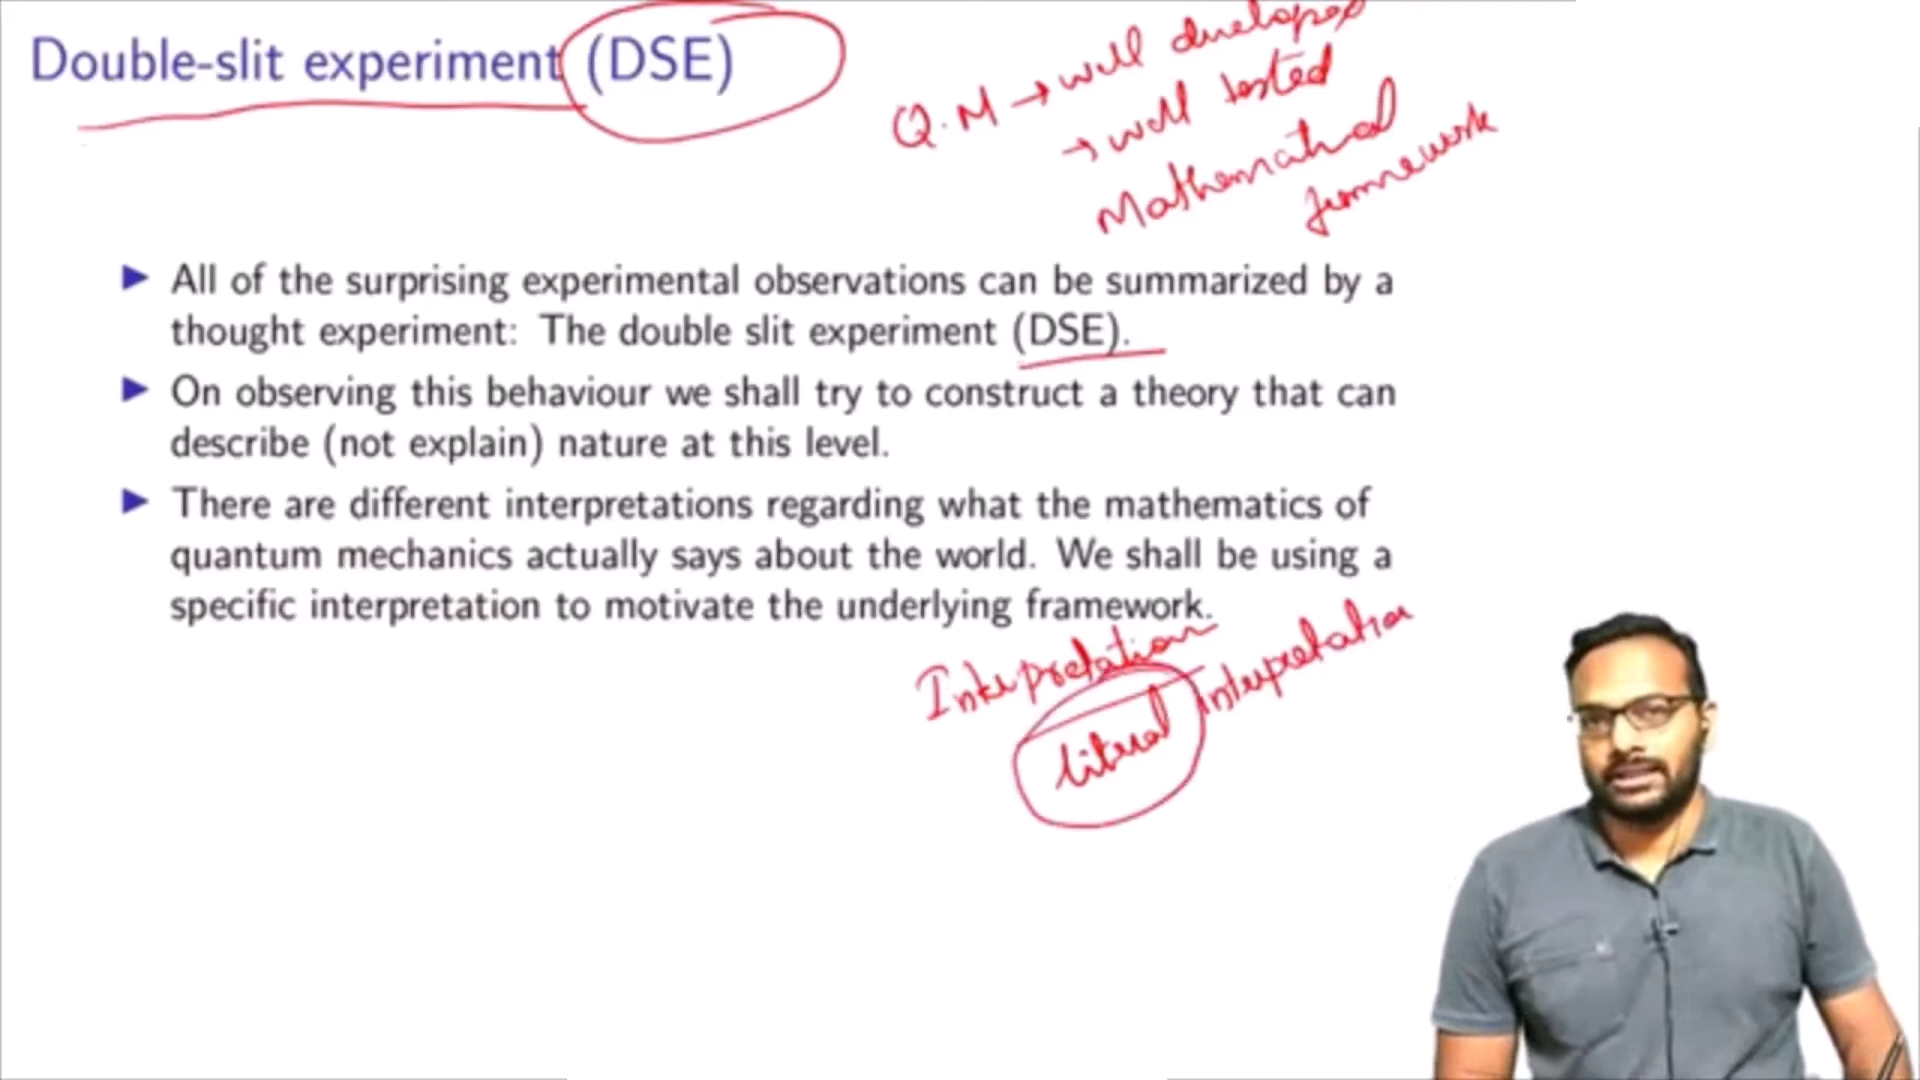 Double-slit experiment (DSE)
Q.M → well developed
→ well tested
Mathematical
framework
▶ All of the surprising experimental observations can be summarized by a
thought experiment: The double slit experiment (DSE).
▶ On observing this behaviour we shall try to construct a theory that can
describe (not explain) nature at this level.
▶ There are different interpretations regarding what the mathematics of
quantum mechanics actually says about the world. We shall be using a
specific interpretation to motivate the underlying framework.
Interpretation
literal interpretation